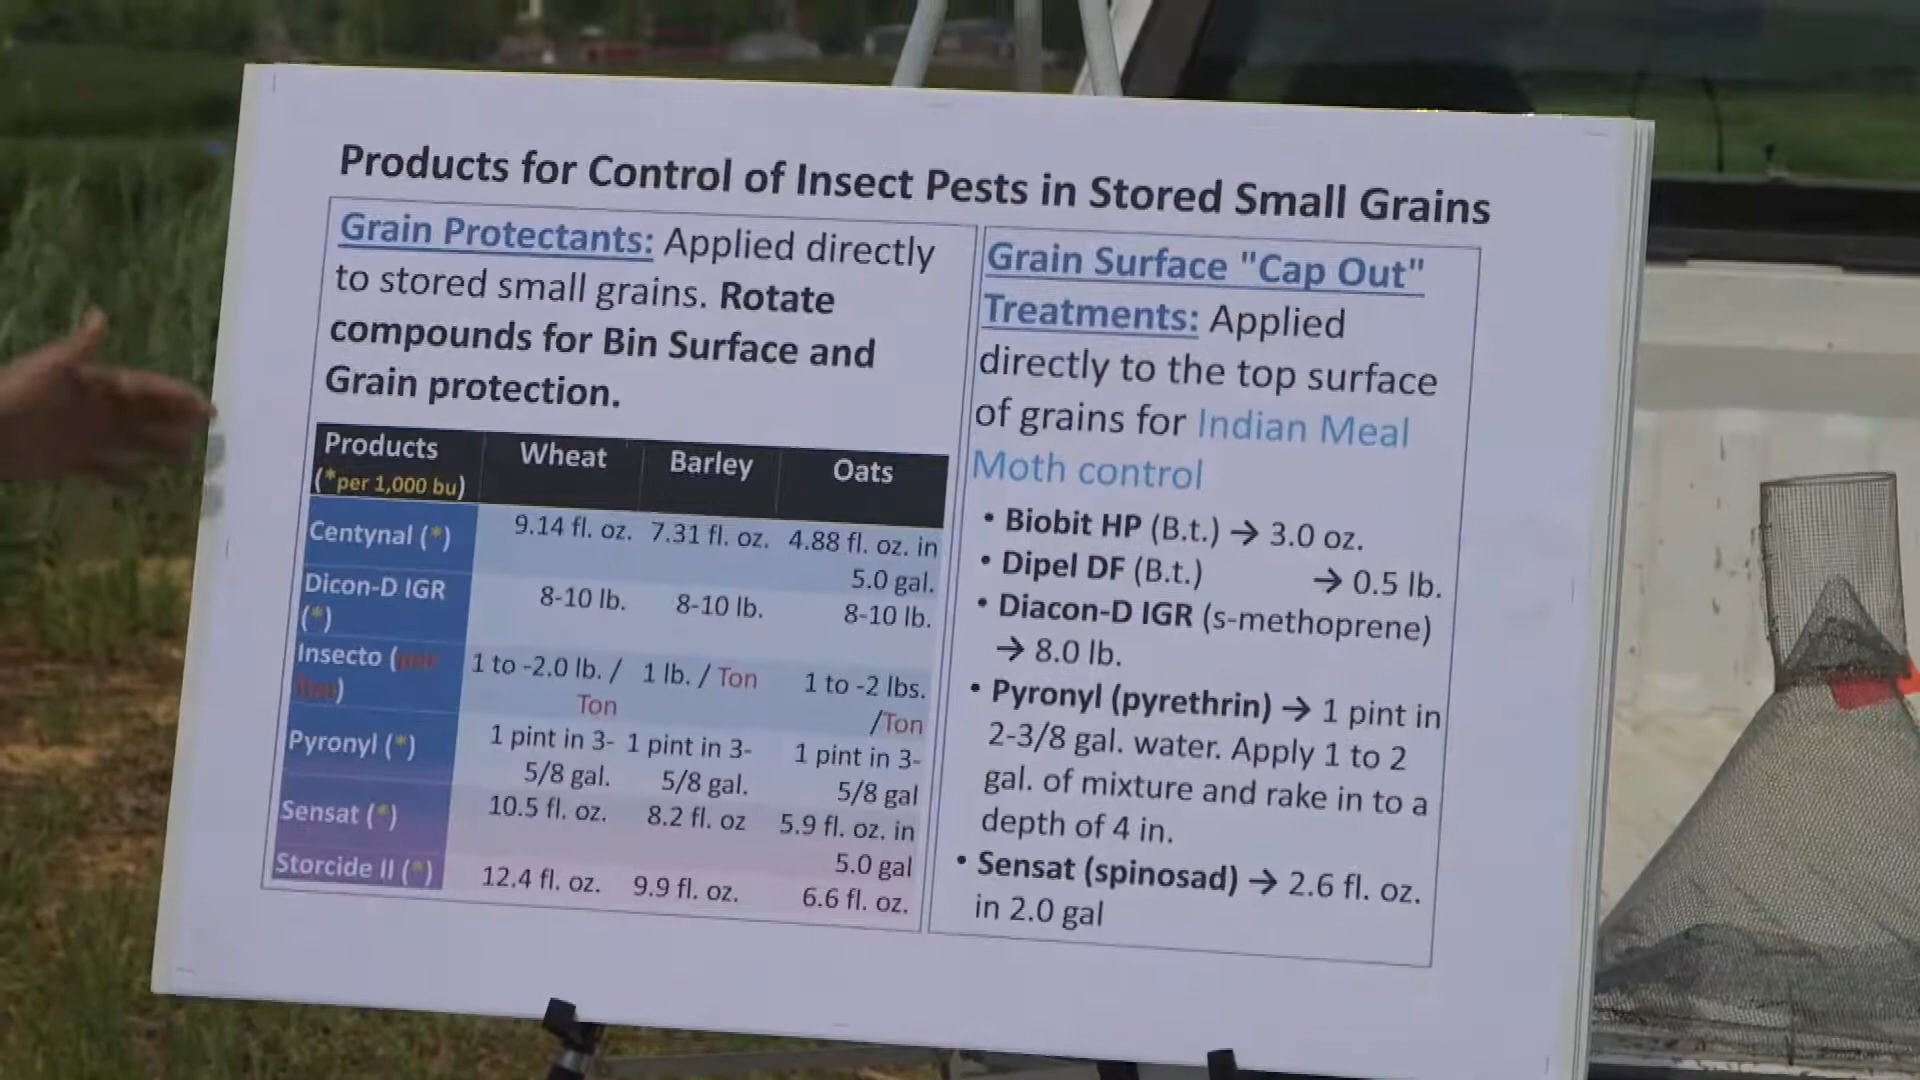 Products for Control of Insect Pests in Stored Small Grains
Grain Protectants: Applied directly
to stored small grains. Rotate
compounds for Bin Surface and
Grain protection.
Products Wheat Barley Oats
(*per 1,000 bu)
Centynal (*) 9.14 fl. oz. 7.31 fl. oz. 4.88 fl. oz. in
5.0 gal.
Dicon-D IGR 8-10 lb. 8-10 lb. 8-10 lb.
(*)
Insecto (per 1 to -2.0 lb. / 1 lb. / Ton 1 to -2 lbs.
Ton) Ton /Ton
Pyronyl (*) 1 pint in 3- 1 pint in 3- 1 pint in 3-
5/8 gal. 5/8 gal. 5/8 gal
Sensat (*) 10.5 fl. oz. 8.2 fl. oz 5.9 fl. oz. in
5.0 gal
Storcide II (*) 12.4 fl. oz. 9.9 fl. oz. 6.6 fl. oz.
Grain Surface "Cap Out"
Treatments: Applied
directly to the top surface
of grains for Indian Meal
Moth control
• Biobit HP (B.t.) → 3.0 oz.
• Dipel DF (B.t.) → 0.5 lb.
• Diacon-D IGR (s-methoprene)
→ 8.0 lb.
• Pyronyl (pyrethrin) → 1 pint in
2-3/8 gal. water. Apply 1 to 2
gal. of mixture and rake in to a
depth of 4 in.
• Sensat (spinosad) → 2.6 fl. oz.
in 2.0 gal